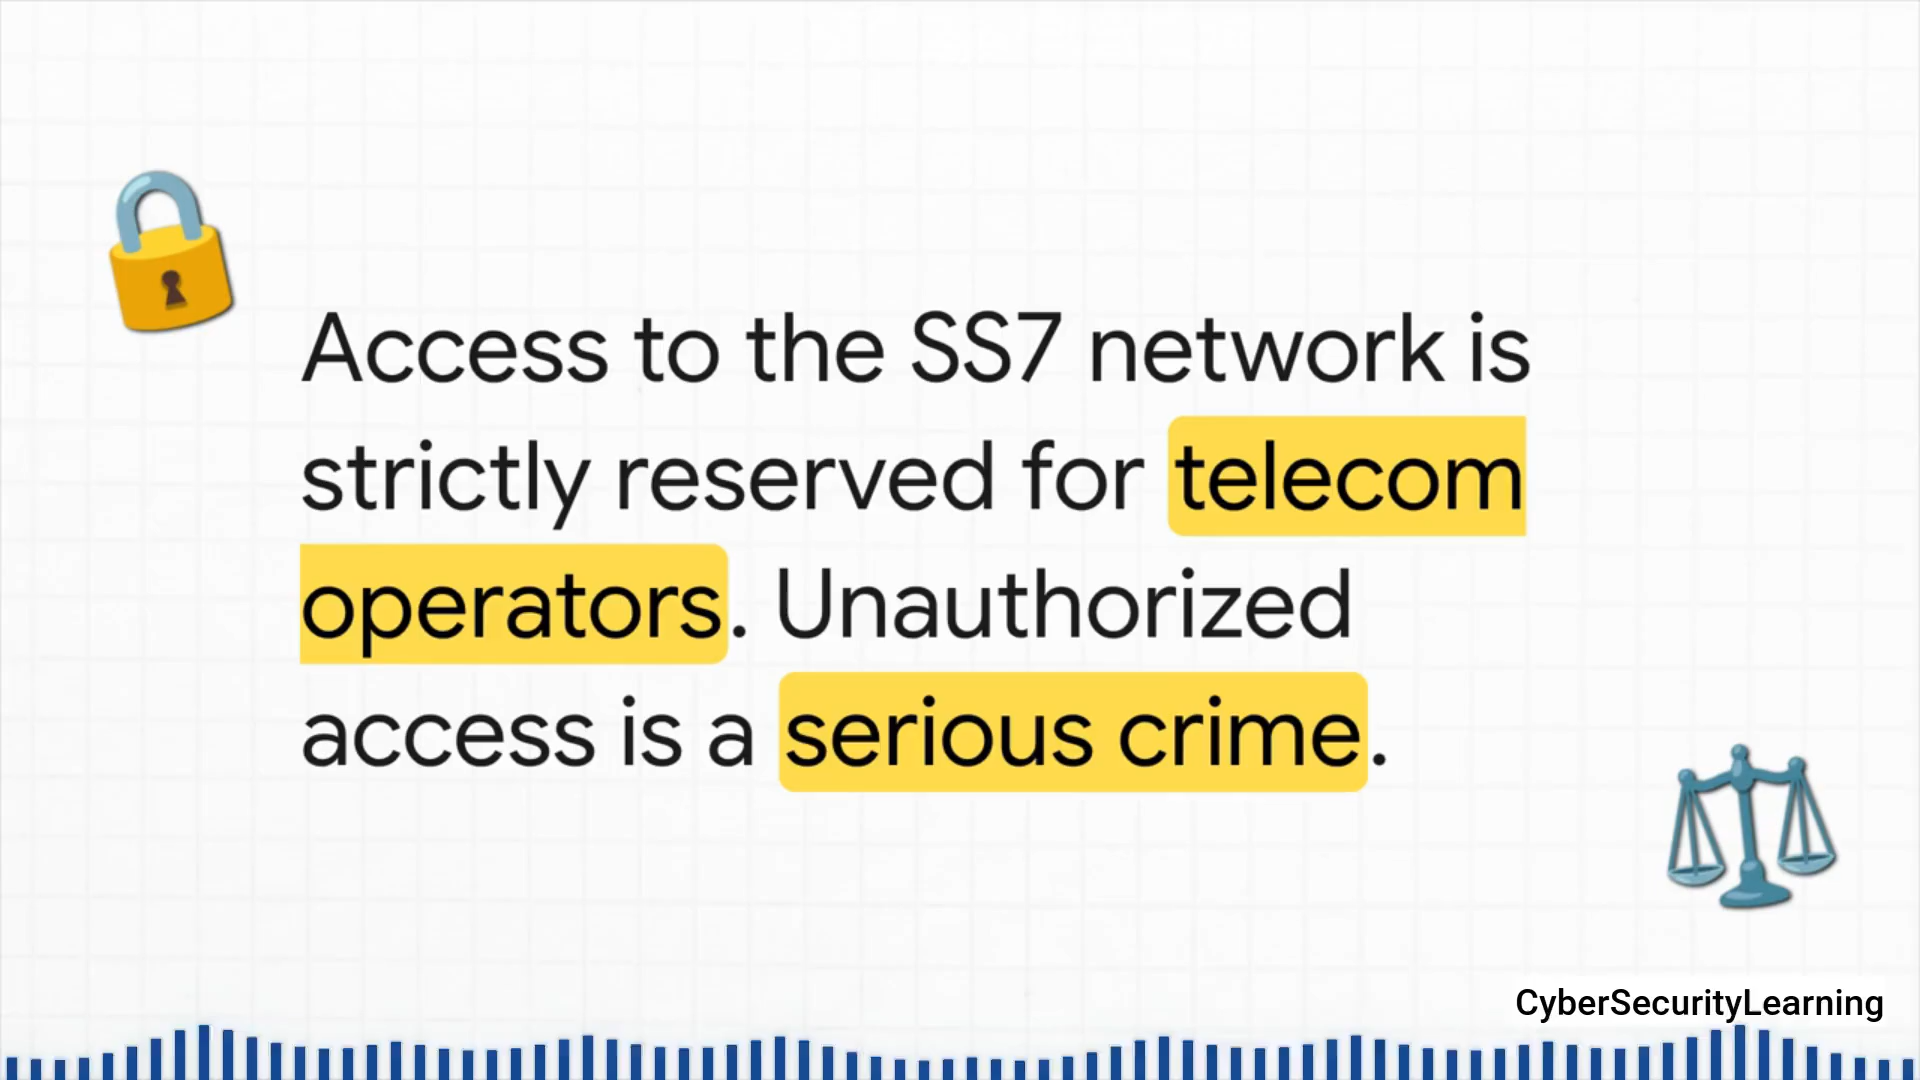 Access to the SS7 network is
strictly reserved for telecom
operators. Unauthorized
access is a serious crime.
CyberSecurityLearning